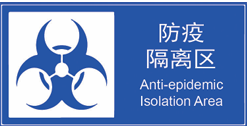 防疫
隔离区
Anti-epidemic
Isolation Area